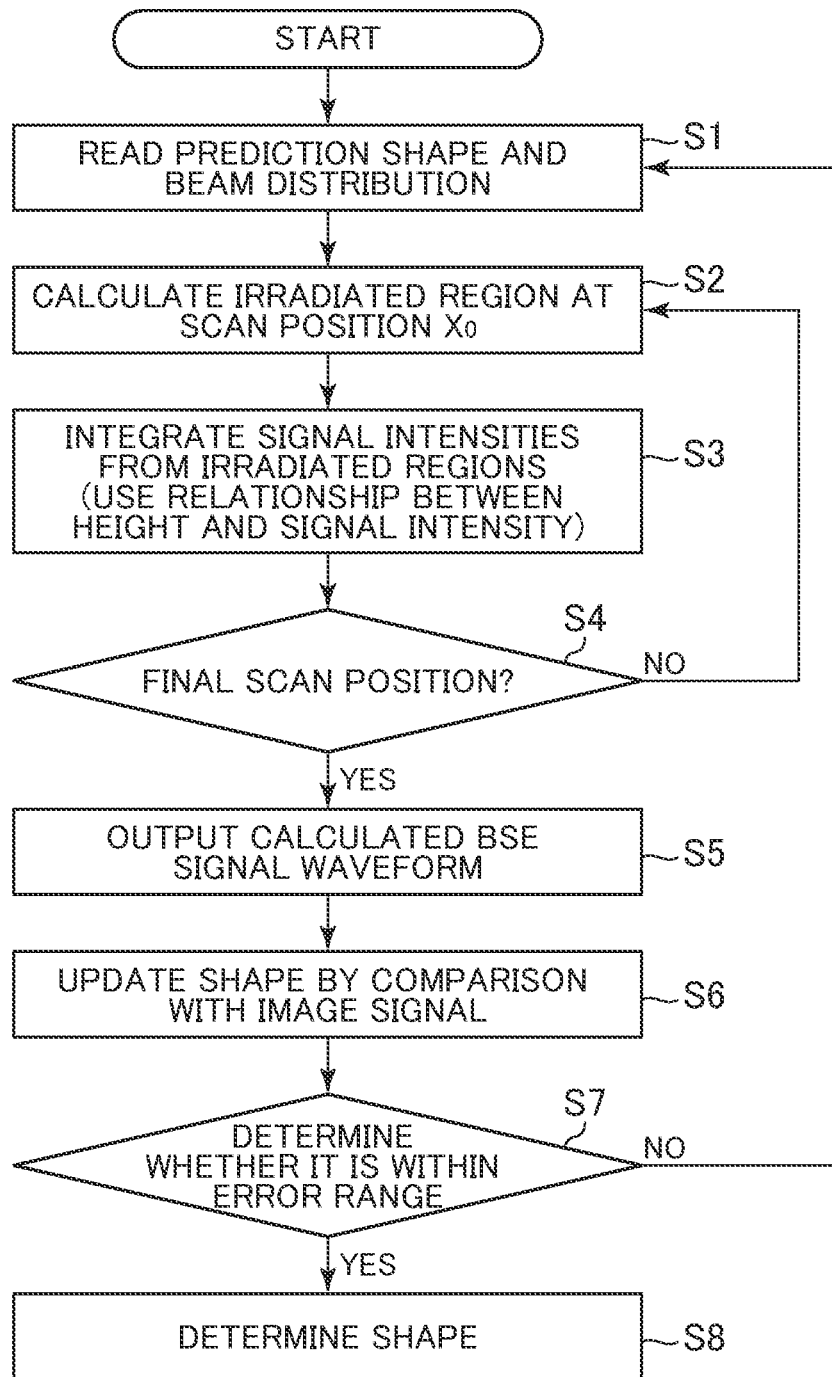 START
S1
READ PREDICTION SHAPE AND
BEAM DISTRIBUTION
S2
CALCULATE IRRADIATED REGION AT
SCAN POSITION X₀
INTEGRATE SIGNAL INTENSITIES
FROM IRRADIATED REGIONS
(USE RELATIONSHIP BETWEEN
HEIGHT AND SIGNAL INTENSITY)
S3
S4
FINAL SCAN POSITION?
NO
YES
OUTPUT CALCULATED BSE
SIGNAL WAVEFORM
S5
UPDATE SHAPE BY COMPARISON
WITH IMAGE SIGNAL
S6
S7
DETERMINE
WHETHER IT IS WITHIN
ERROR RANGE
NO
YES
DETERMINE SHAPE
S8